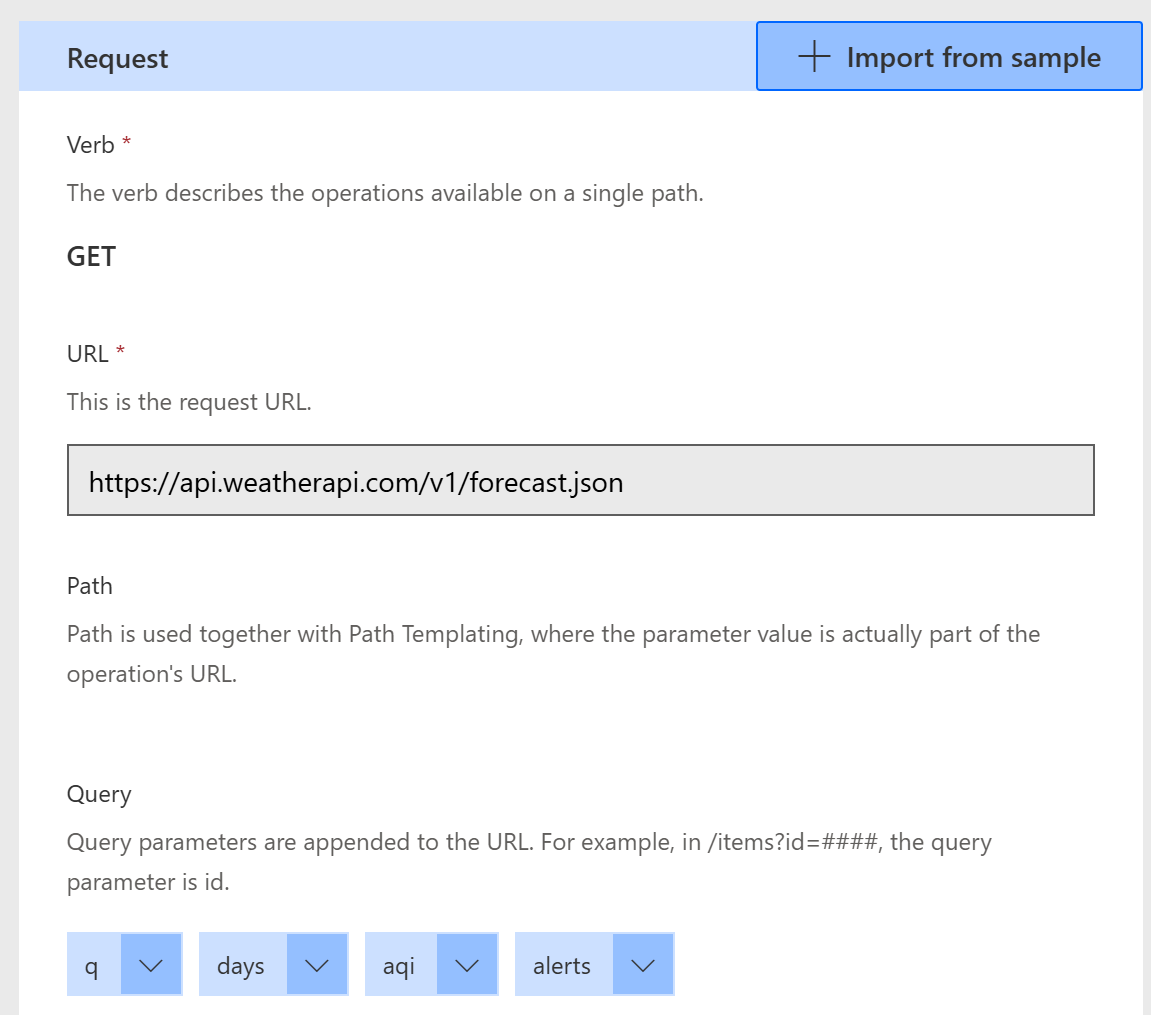 Request
Import from sample
Verb *
The verb describes the operations available on a single path.
GET
URL *
This is the request URL.
https://api.weatherapi.com/v1/forecast.json
Path
Path is used together with Path Templating, where the parameter value is actually part of the
operation's URL.
Query
Query parameters are appended to the URL. For example, in /items?id=####, the query
parameter is id.
q
days
aqi
alerts